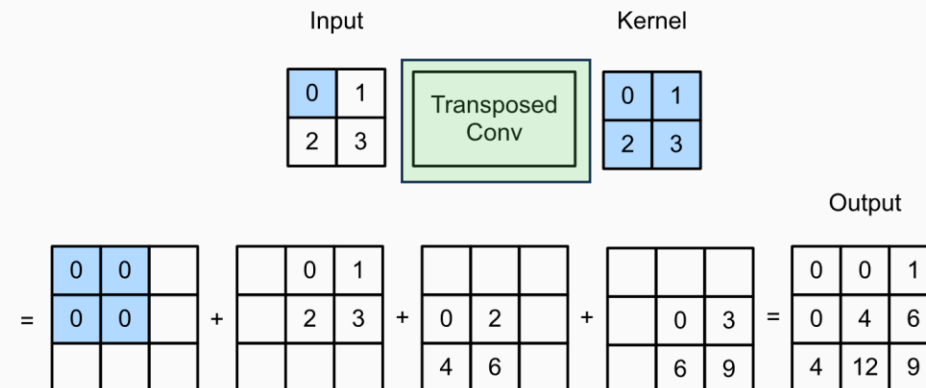 Input Kernel
0 1 Transposed 0 1
2 3 Conv 2 3
Output
0 0 0 1 0 0 1
= 0 0 + 2 3 + 0 2 + 0 3 = 0 4 6
4 6 6 9 4 12 9